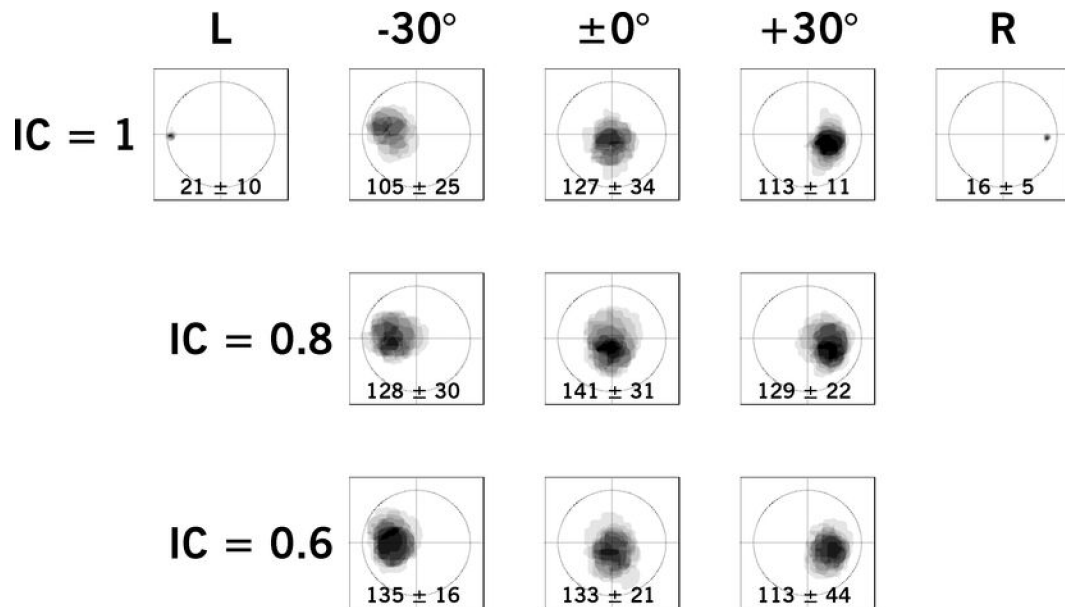 L -30° ±0° +30° R
IC = 1
21 ± 10 105 ± 25 127 ± 34 113 ± 11 16 ± 5
IC = 0.8
128 ± 30 141 ± 31 129 ± 22
IC = 0.6
135 ± 16 133 ± 21 113 ± 44